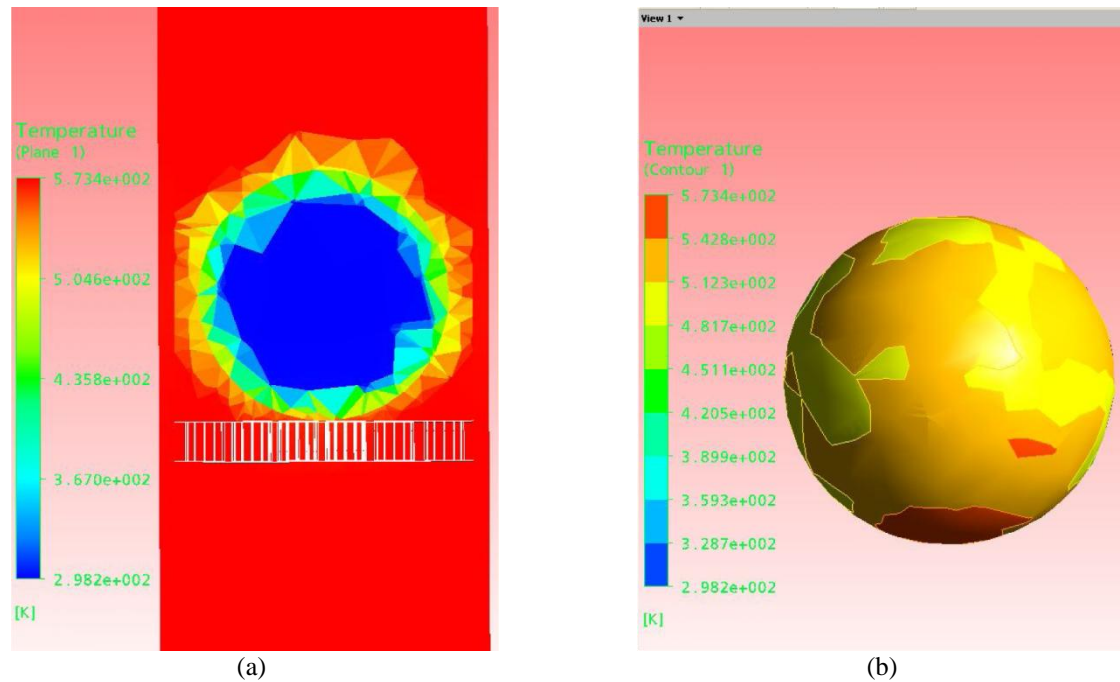 Temperature
(Plane 1)
5.734e+002
5.046e+002
4.358e+002
3.670e+002
2.982e+002
[K]
(a)
View 1
Temperature
(Contour 1)
5.734e+002
5.428e+002
5.123e+002
4.817e+002
4.511e+002
4.205e+002
3.899e+002
3.593e+002
3.287e+002
2.982e+002
[K]
(b)